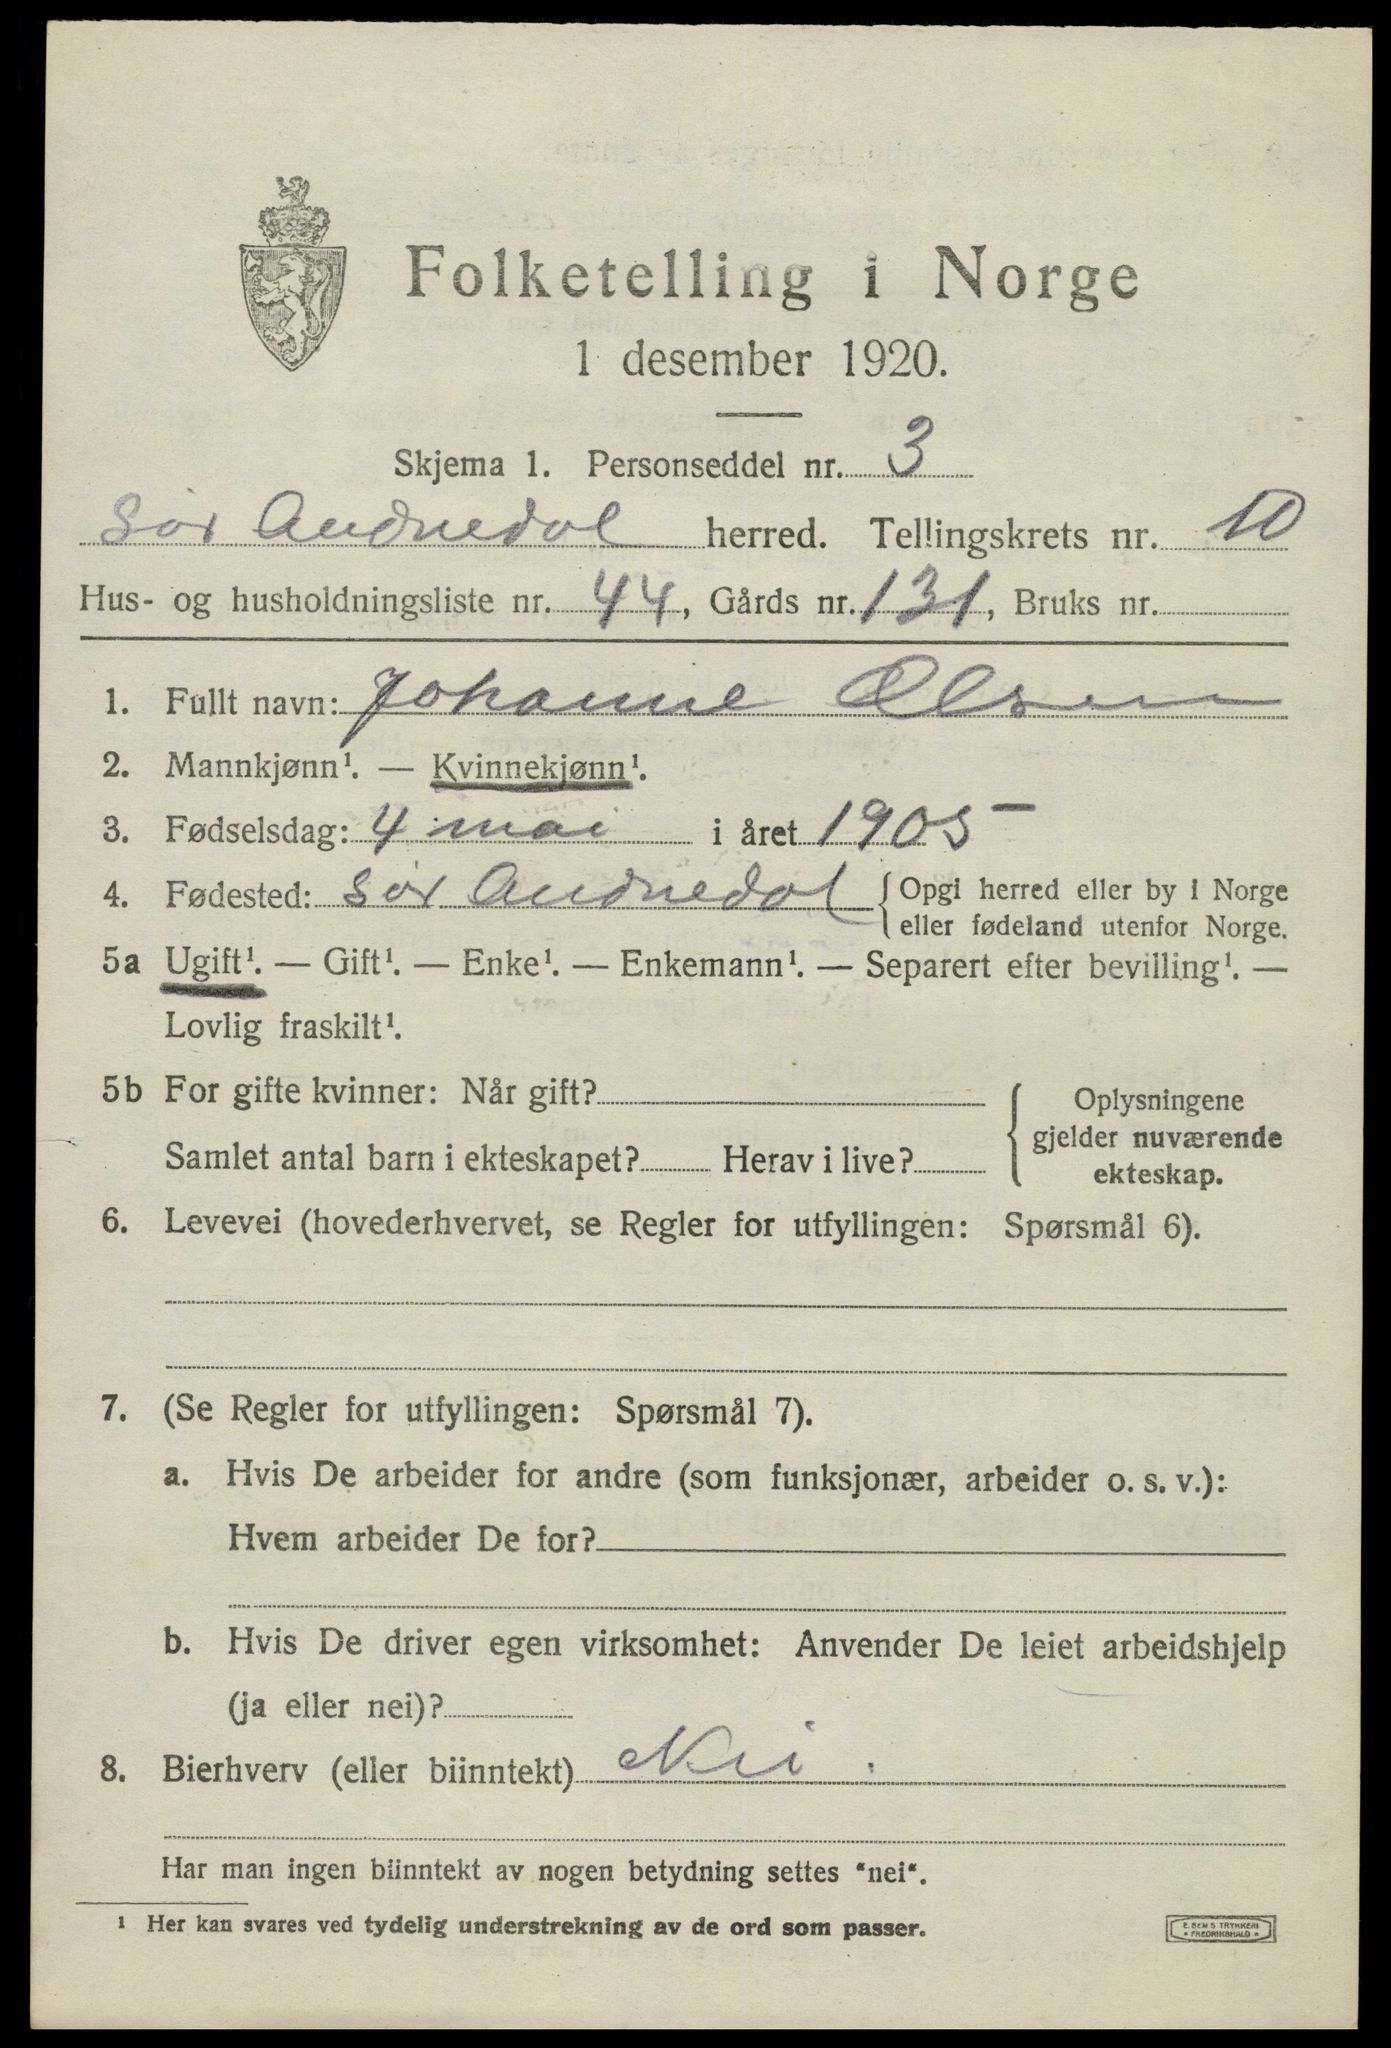 Folketelling i Norge
1 desember 1920.
Skjema 1. Personseddel nr. 3
Sør Audnedal herred. Tellingskrets nr. 10
Hus- og husholdningsliste nr. 44, Gårds nr. 131, Bruks nr.
1. Fullt navn: Johanne Olsen
2. Mannkjønn¹. — Kvinnekjønn¹.
3. Fødselsdag: 4 mai i året 1905
4. Fødested: Sør Audnedal {Opgi herred eller by i Norge
eller fødeland utenfor Norge.
5a Ugift¹. — Gift¹. — Enke¹. — Enkemann¹. — Separert efter bevilling¹. —
Lovlig fraskilt¹.
5b For gifte kvinner: Når gift?
Samlet antal barn i ekteskapet? Herav i live?
Oplysningene
gjelder nuværende
ekteskap.
6. Levevei (hovederhvervet, se Regler for utfyllingen: Spørsmål 6).
7. (Se Regler for utfyllingen: Spørsmål 7).
a. Hvis De arbeider for andre (som funksjonær, arbeider o. s. v.):
Hvem arbeider De for?
b. Hvis De driver egen virksomhet: Anvender De leiet arbeidshjelp
(ja eller nei)?
8. Bierhverv (eller biinntekt) Nei.
Har man ingen biinntekt av nogen betydning settes "nei".
¹ Her kan svares ved tydelig understrekning av de ord som passer.
E. SEM'S TRYKKERI
* FREDRIKSHALD *